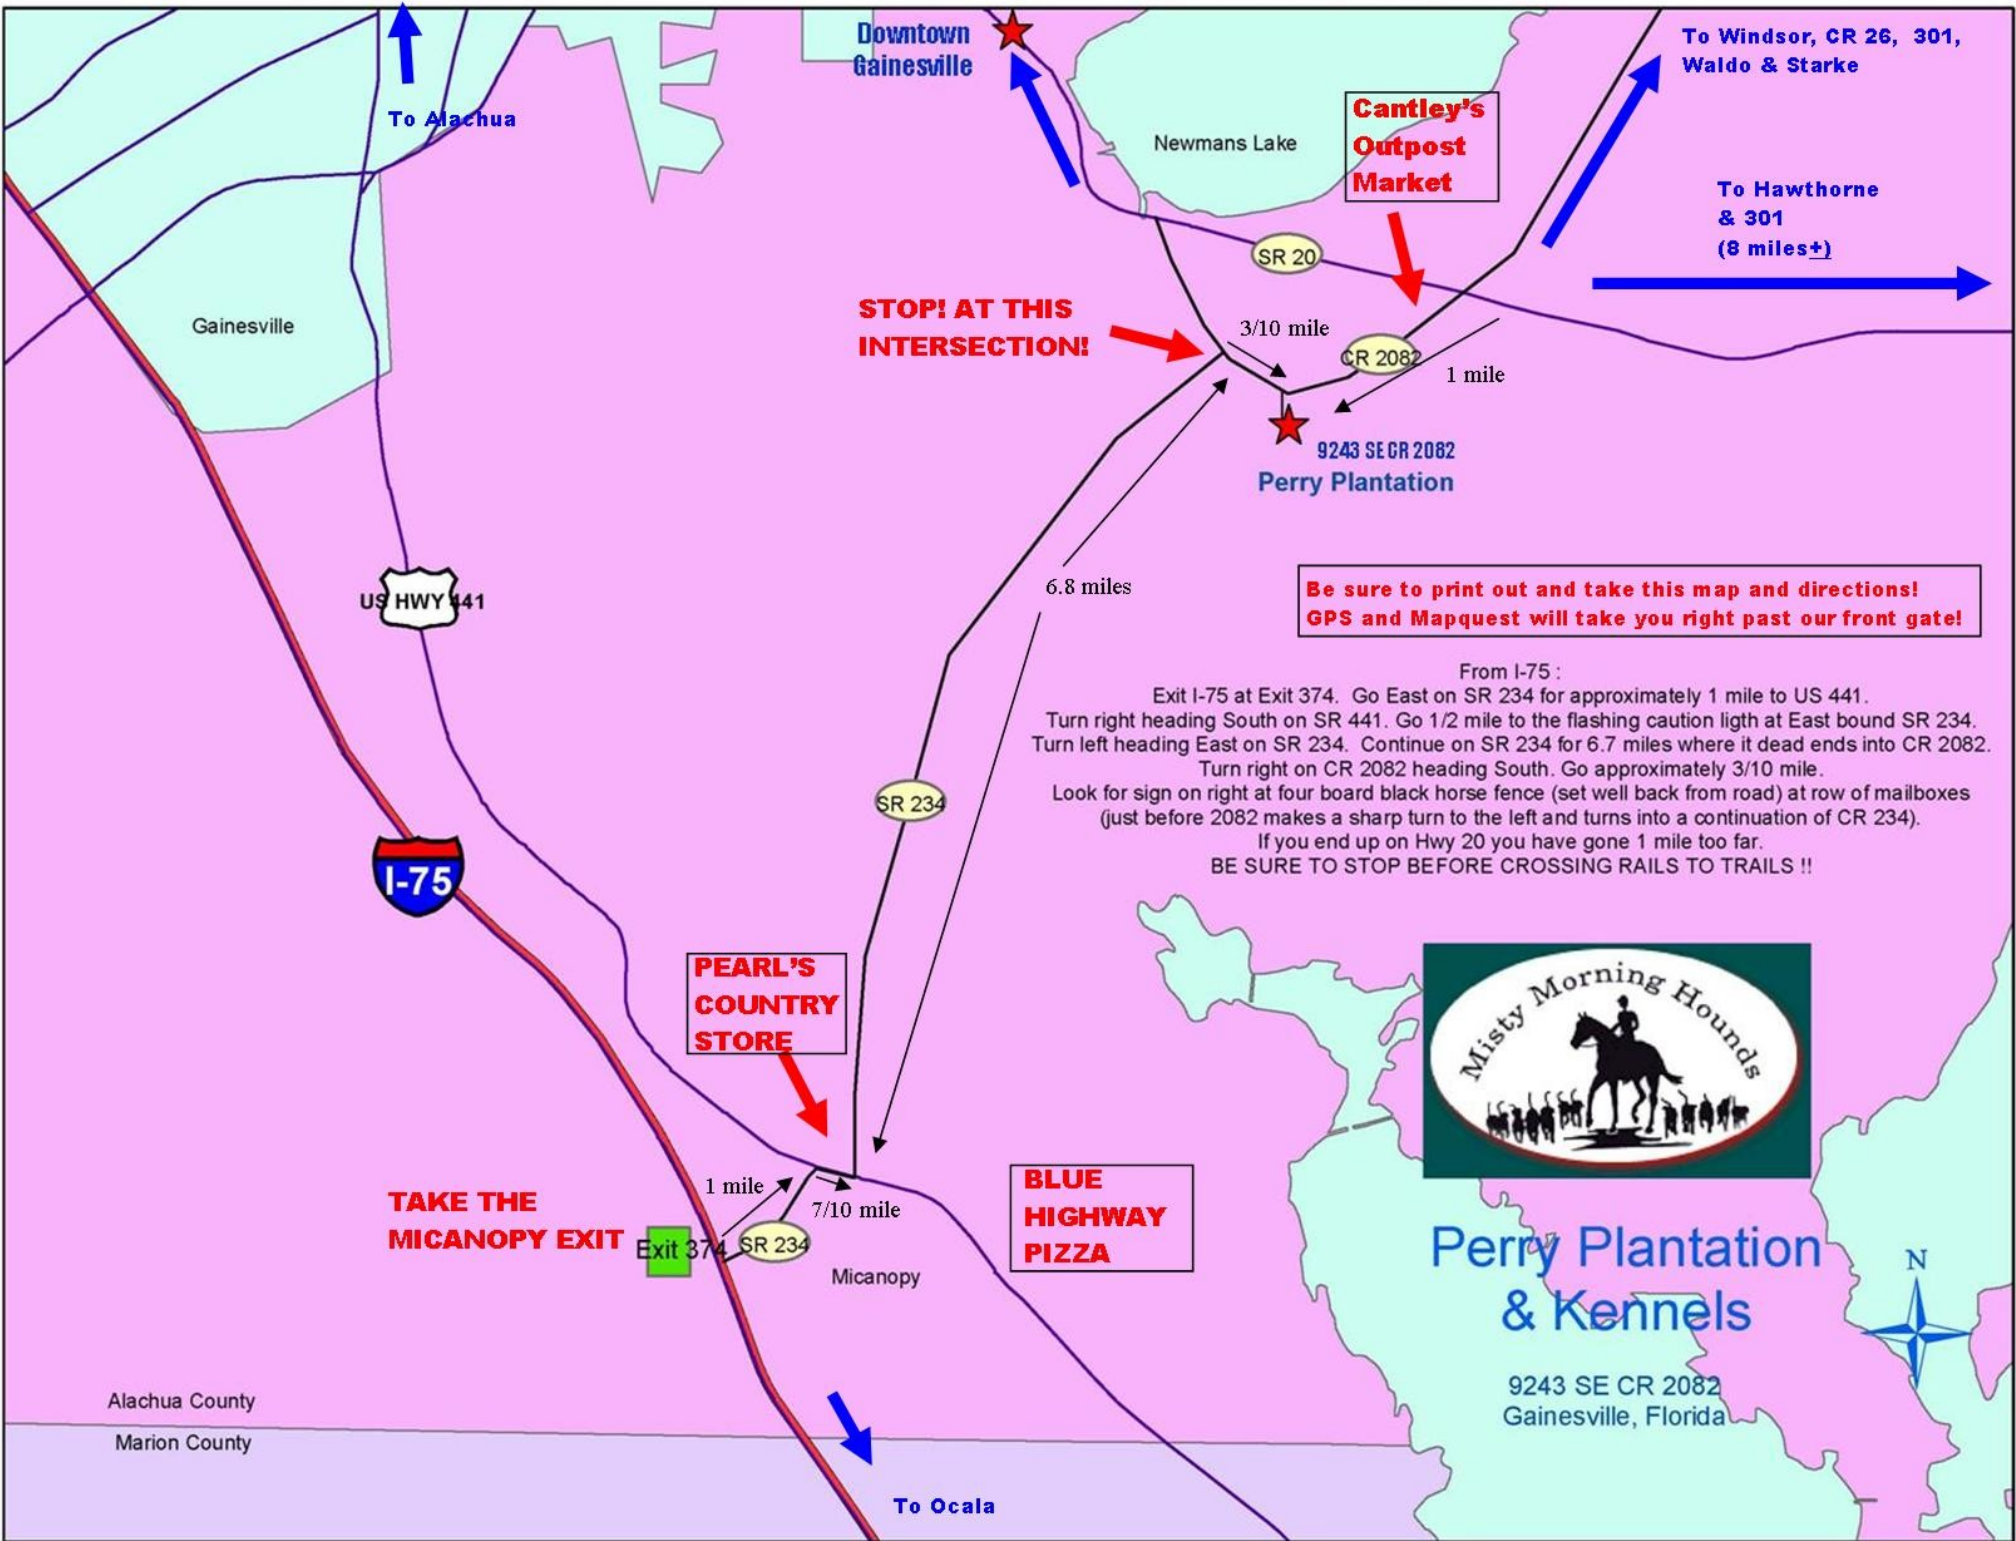 Downtown
Gainesville
To Windsor, CR 26, 301,
Waldo & Starke
To Alachua
Cantley's
Outpost
Market
Newmans Lake
To Hawthorne
& 301
(8 miles+)
SR 20
STOP! AT THIS
INTERSECTION!
Gainesville
3/10 mile
CR 2082
1 mile
9243 SE CR 2082
Perry Plantation
US HWY 441
6.8 miles
Be sure to print out and take this map and directions!
GPS and Mapquest will take you right past our front gate!
From I-75 :
Exit I-75 at Exit 374. Go East on SR 234 for approximately 1 mile to US 441.
Turn right heading South on SR 441. Go 1/2 mile to the flashing caution ligth at East bound SR 234.
Turn left heading East on SR 234. Continue on SR 234 for 6.7 miles where it dead ends into CR 2082.
Turn right on CR 2082 heading South. Go approximately 3/10 mile.
Look for sign on right at four board black horse fence (set well back from road) at row of mailboxes
(just before 2082 makes a sharp turn to the left and turns into a continuation of CR 234).
If you end up on Hwy 20 you have gone 1 mile too far.
BE SURE TO STOP BEFORE CROSSING RAILS TO TRAILS !!
SR 234
I-75
PEARL'S
COUNTRY
STORE
Misty Morning Hounds
1 mile
7/10 mile
TAKE THE
MICANOPY EXIT
Exit 374
SR 234
Micanopy
BLUE
HIGHWAY
PIZZA
Perry Plantation
& Kennels
N
9243 SE CR 2082
Gainesville, Florida
Alachua County
Marion County
To Ocala